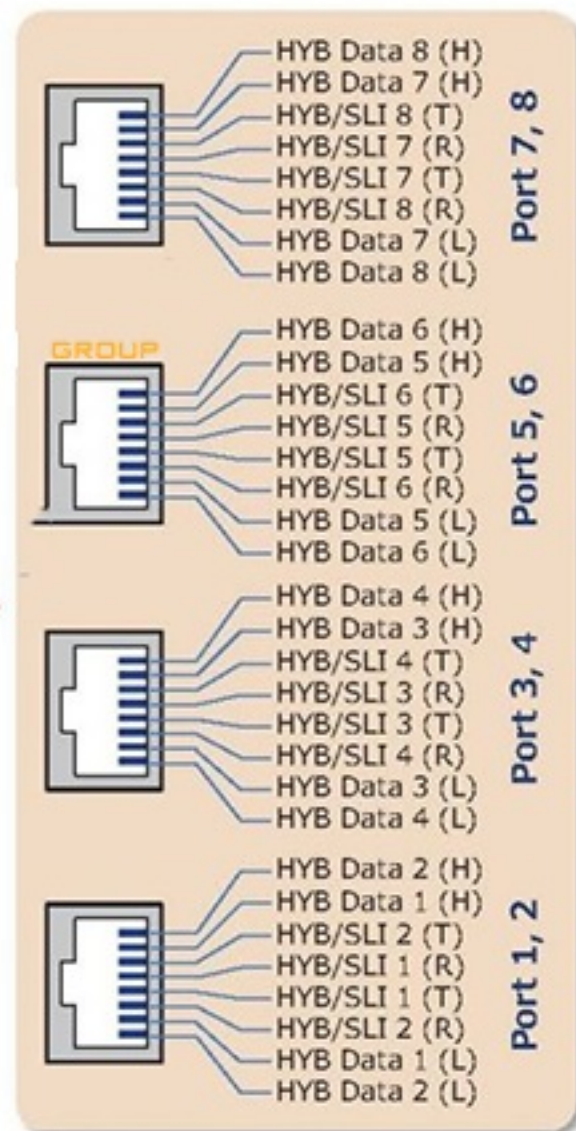 HYB Data 8 (H)
HYB Data 7 (H)
HYB/SLI 8 (T)
HYB/SLI 7 (R)
HYB/SLI 7 (T)
HYB/SLI 8 (R)
HYB Data 7 (L)
HYB Data 8 (L)
Port 7, 8
GROUP
HYB Data 6 (H)
HYB Data 5 (H)
HYB/SLI 6 (T)
HYB/SLI 5 (R)
HYB/SLI 5 (T)
HYB/SLI 6 (R)
HYB Data 5 (L)
HYB Data 6 (L)
Port 5, 6
HYB Data 4 (H)
HYB Data 3 (H)
HYB/SLI 4 (T)
HYB/SLI 3 (R)
HYB/SLI 3 (T)
HYB/SLI 4 (R)
HYB Data 3 (L)
HYB Data 4 (L)
Port 3, 4
HYB Data 2 (H)
HYB Data 1 (H)
HYB/SLI 2 (T)
HYB/SLI 1 (R)
HYB/SLI 1 (T)
HYB/SLI 2 (R)
HYB Data 1 (L)
HYB Data 2 (L)
Port 1, 2